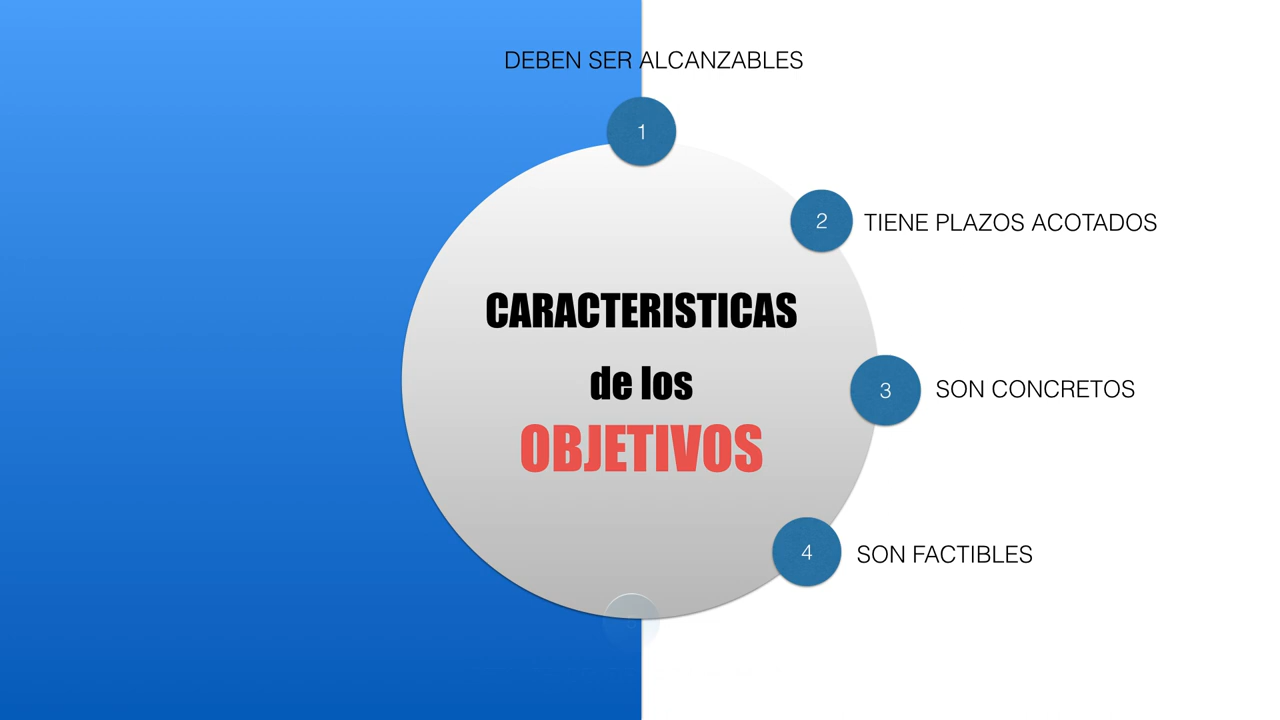 DEBEN SER ALCANZABLES
1
2 TIENE PLAZOS ACOTADOS
CARACTERISTICAS
de los
OBJETIVOS
3 SON CONCRETOS
4 SON FACTIBLES